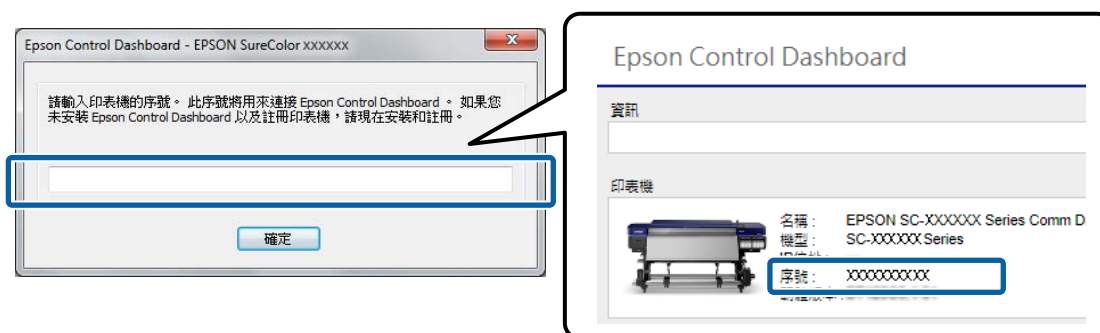 Epson Control Dashboard - EPSON SureColor XXXXXX
請輸入印表機的序號。 此序號將用來連接 Epson Control Dashboard 。 如果您
未安裝 Epson Control Dashboard 以及註冊印表機，請現在安裝和註冊。
確定
Epson Control Dashboard
資訊
印表機
名稱： EPSON SC-XXXXXX Series Comm D
機型： SC-XXXXXX Series
序號： XXXXXXXXXX